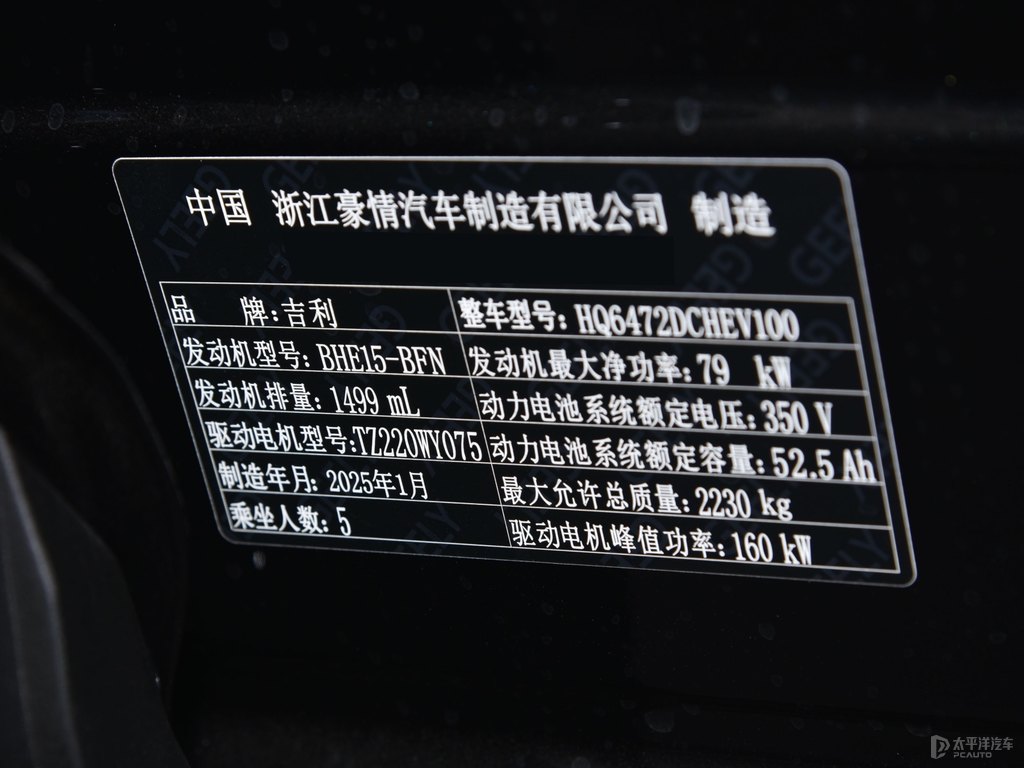 中国 浙江豪情汽车制造有限公司 制造
品 牌:吉利 整车型号: HQ6472DCHEV100
发动机型号: BHE15-BFN 发动机最大净功率: 79 kW
发动机排量: 1499 mL 动力电池系统额定电压: 350 V
驱动电机型号:TZ220WY075 动力电池系统额定容量: 52.5 Ah
制造年月: 2025年1月 最大允许总质量: 2230 kg
乘坐人数: 5 驱动电机峰值功率: 160 kW
GEELY GEELY GEELY
太平洋汽车
PCAUTO